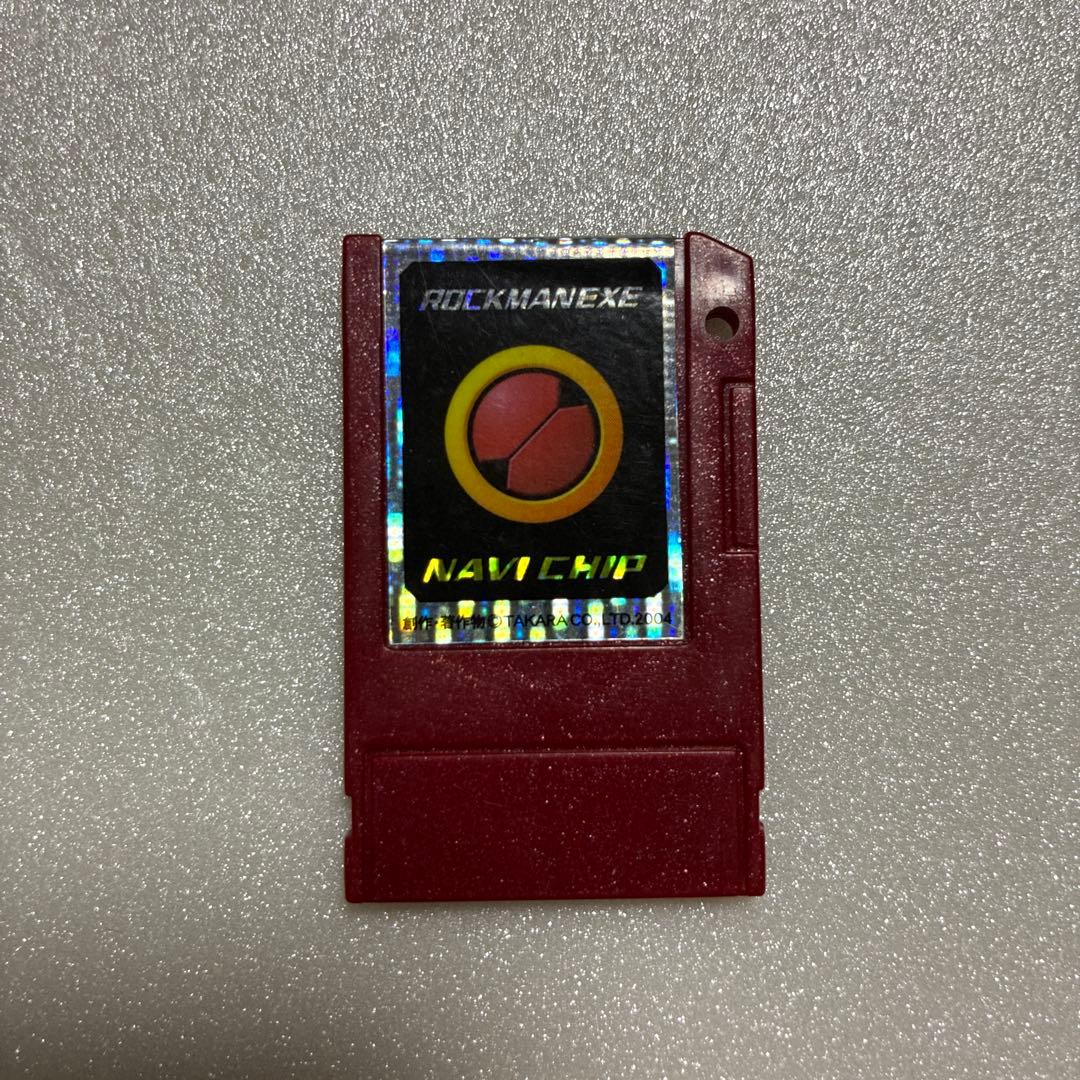 ROCKMANEXE
NAVI CHIP
創作・著作物©TAKARA CO.,LTD.2004